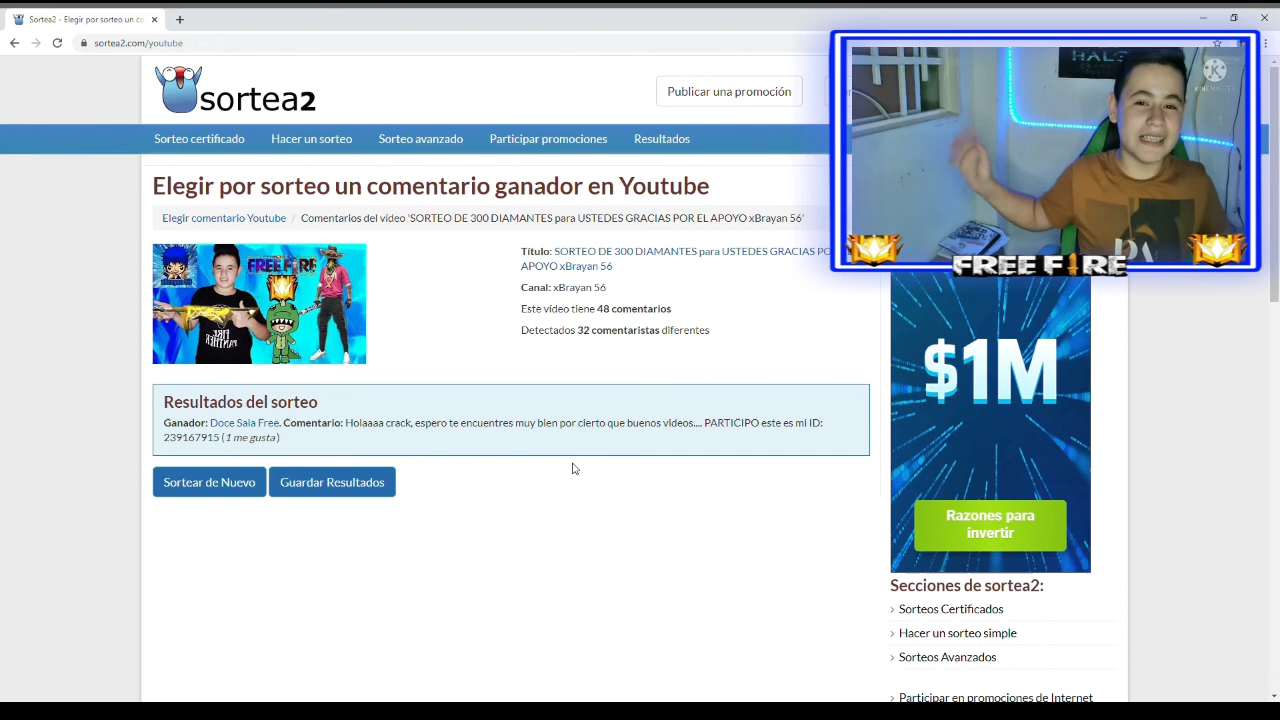 Sortea2 - Elegir por sorteo un co
sortea2.com/youtube
sortea2
Publicar una promoción
HALO
KINEMASTER
Sorteo certificado
Hacer un sorteo
Sorteo avanzado
Participar promociones
Resultados
Elegir por sorteo un comentario ganador en Youtube
Elegir comentario Youtube / Comentarios del vídeo 'SORTEO DE 300 DIAMANTES para USTEDES GRACIAS POR EL APOYO xBrayan 56'
FREE FIRE
FREE FIRE
Título: SORTEO DE 300 DIAMANTES para USTEDES GRACIAS PO
APOYO xBrayan 56
Canal: xBrayan 56
Este vídeo tiene 48 comentarios
Detectados 32 comentaristas diferentes
Resultados del sorteo
Ganador: Doce Sala Free. Comentario: Holaaaa crack, espero te encuentres muy bien por cierto que buenos videos.... PARTICIPO este es mi ID:
239167915 ( 1 me gusta )
Sortear de Nuevo
Guardar Resultados
$1M
Razones para
invertir
Secciones de sortea2:
Sorteos Certificados
Hacer un sorteo simple
Sorteos Avanzados
Participar en promociones de Internet